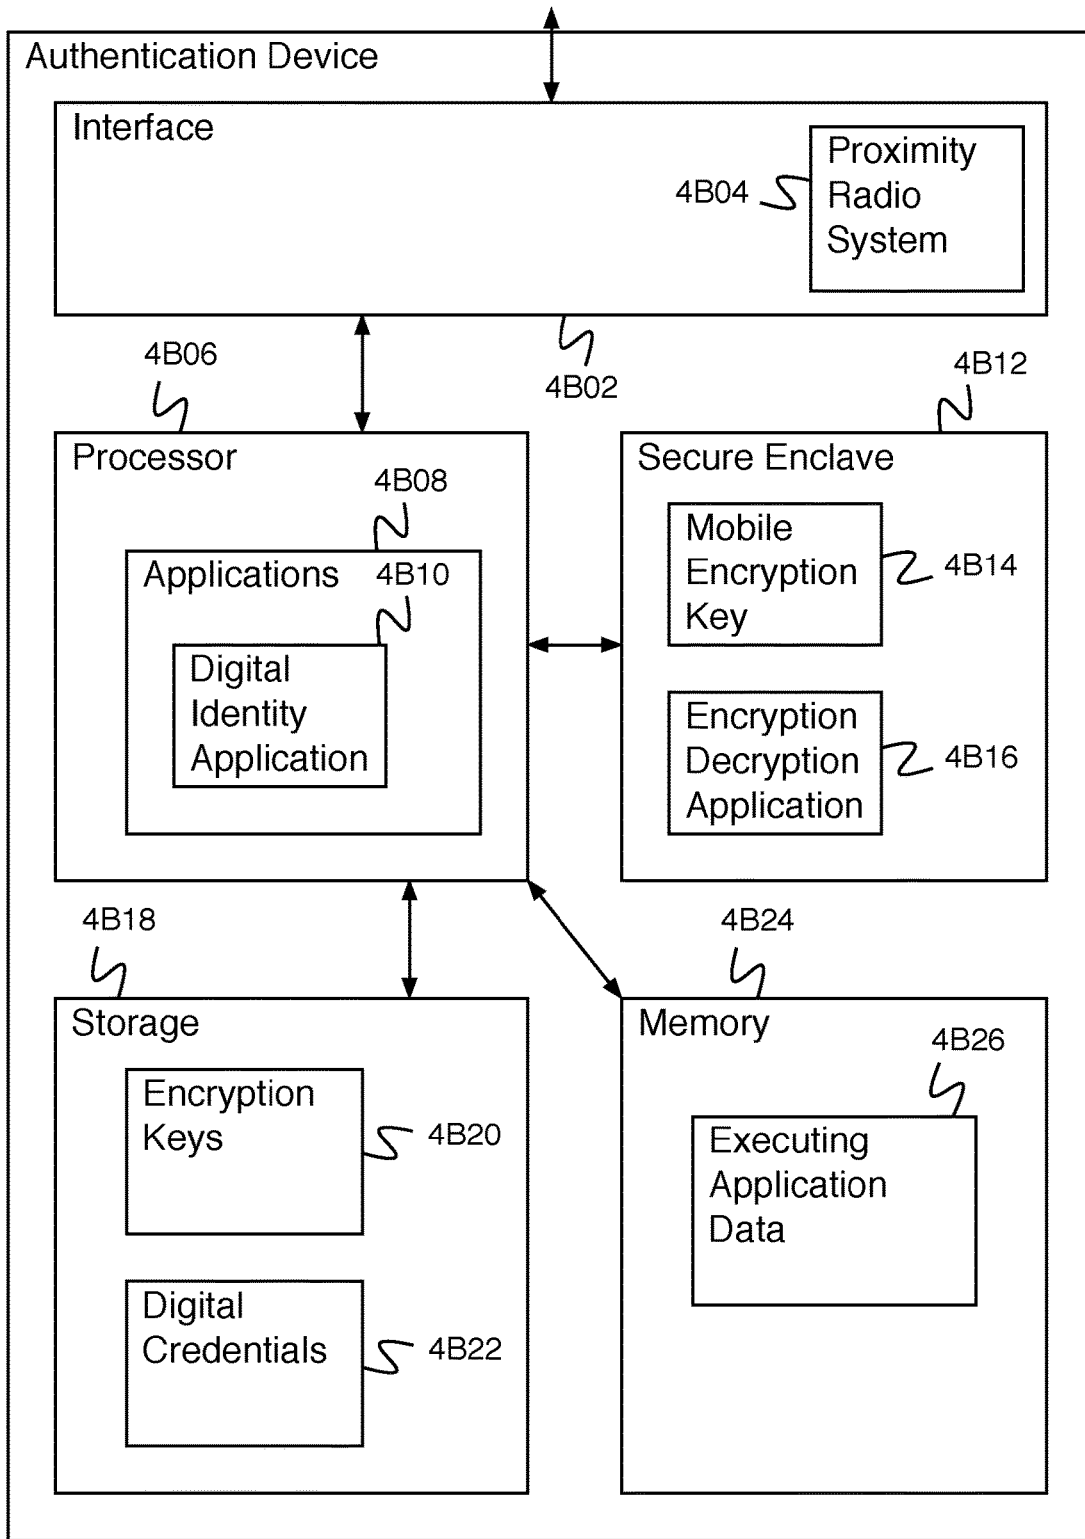 Authentication Device
Interface
Proximity
Radio
System
4B04
4B02
4B06
Processor
4B08
Applications
4B10
Digital
Identity
Application
4B12
Secure Enclave
Mobile
Encryption
Key
4B14
Encryption
Decryption
Application
4B16
4B18
Storage
Encryption
Keys
4B20
Digital
Credentials
4B22
4B24
Memory
4B26
Executing
Application
Data